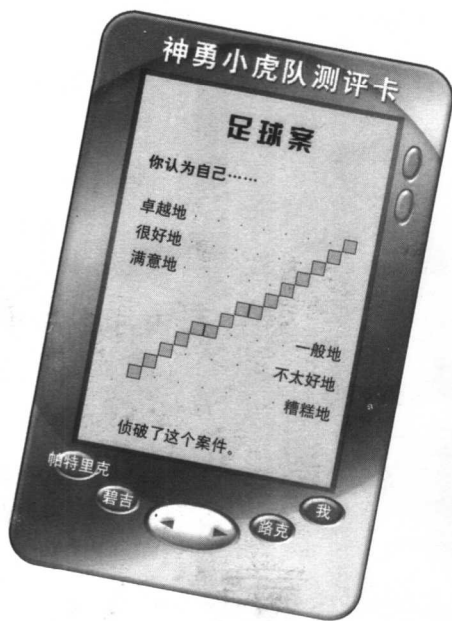 神勇小虎队测评卡
足球案
你认为自己……
卓越地
很好地
满意地
一般地
不太好地
糟糕地
侦破了这个案件。
帕特里克
碧吉
路克
我